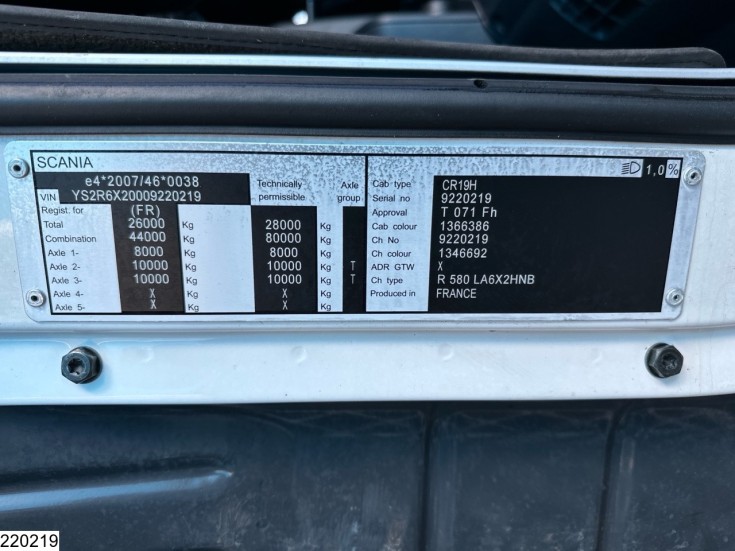 SCANIA
e4*2007/46*0038
VIN YS2R6X20009220219
Technically permissible
Axle group
Regist. for (FR)
Total 26000 Kg 28000 Kg
Combination 44000 Kg 80000 Kg
Axle 1- 8000 Kg 8000 Kg
Axle 2- 10000 Kg 10000 Kg T
Axle 3- 10000 Kg 10000 Kg T
Axle 4- X Kg X Kg
Axle 5- X Kg X Kg
1,0 %
Cab type CR19H
Serial no 9220219
Approval T 071 Fh
Cab colour 1366386
Ch No 9220219
Ch colour 1346692
ADR GTW X
Ch type R 580 LA6X2HNB
Produced in FRANCE
220219